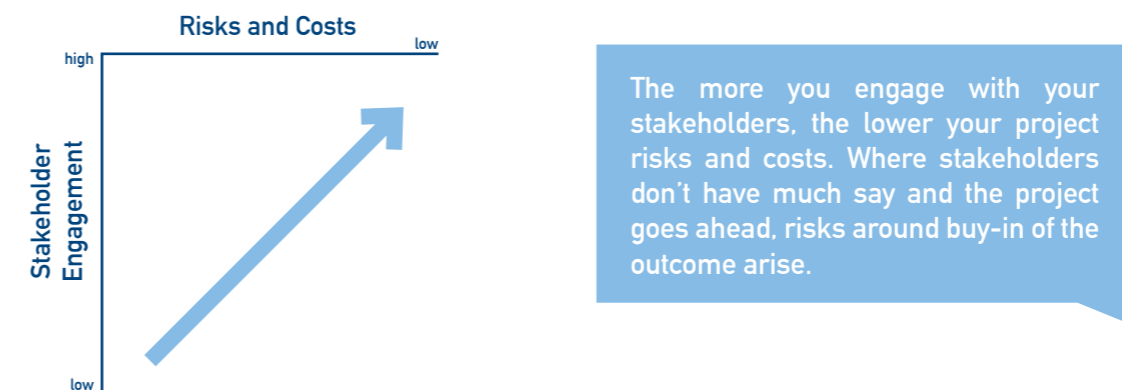 Risks and Costs
low
high
Stakeholder
Engagement
low
The more you engage with your
stakeholders, the lower your project
risks and costs. Where stakeholders
don’t have much say and the project
goes ahead, risks around buy-in of the
outcome arise.